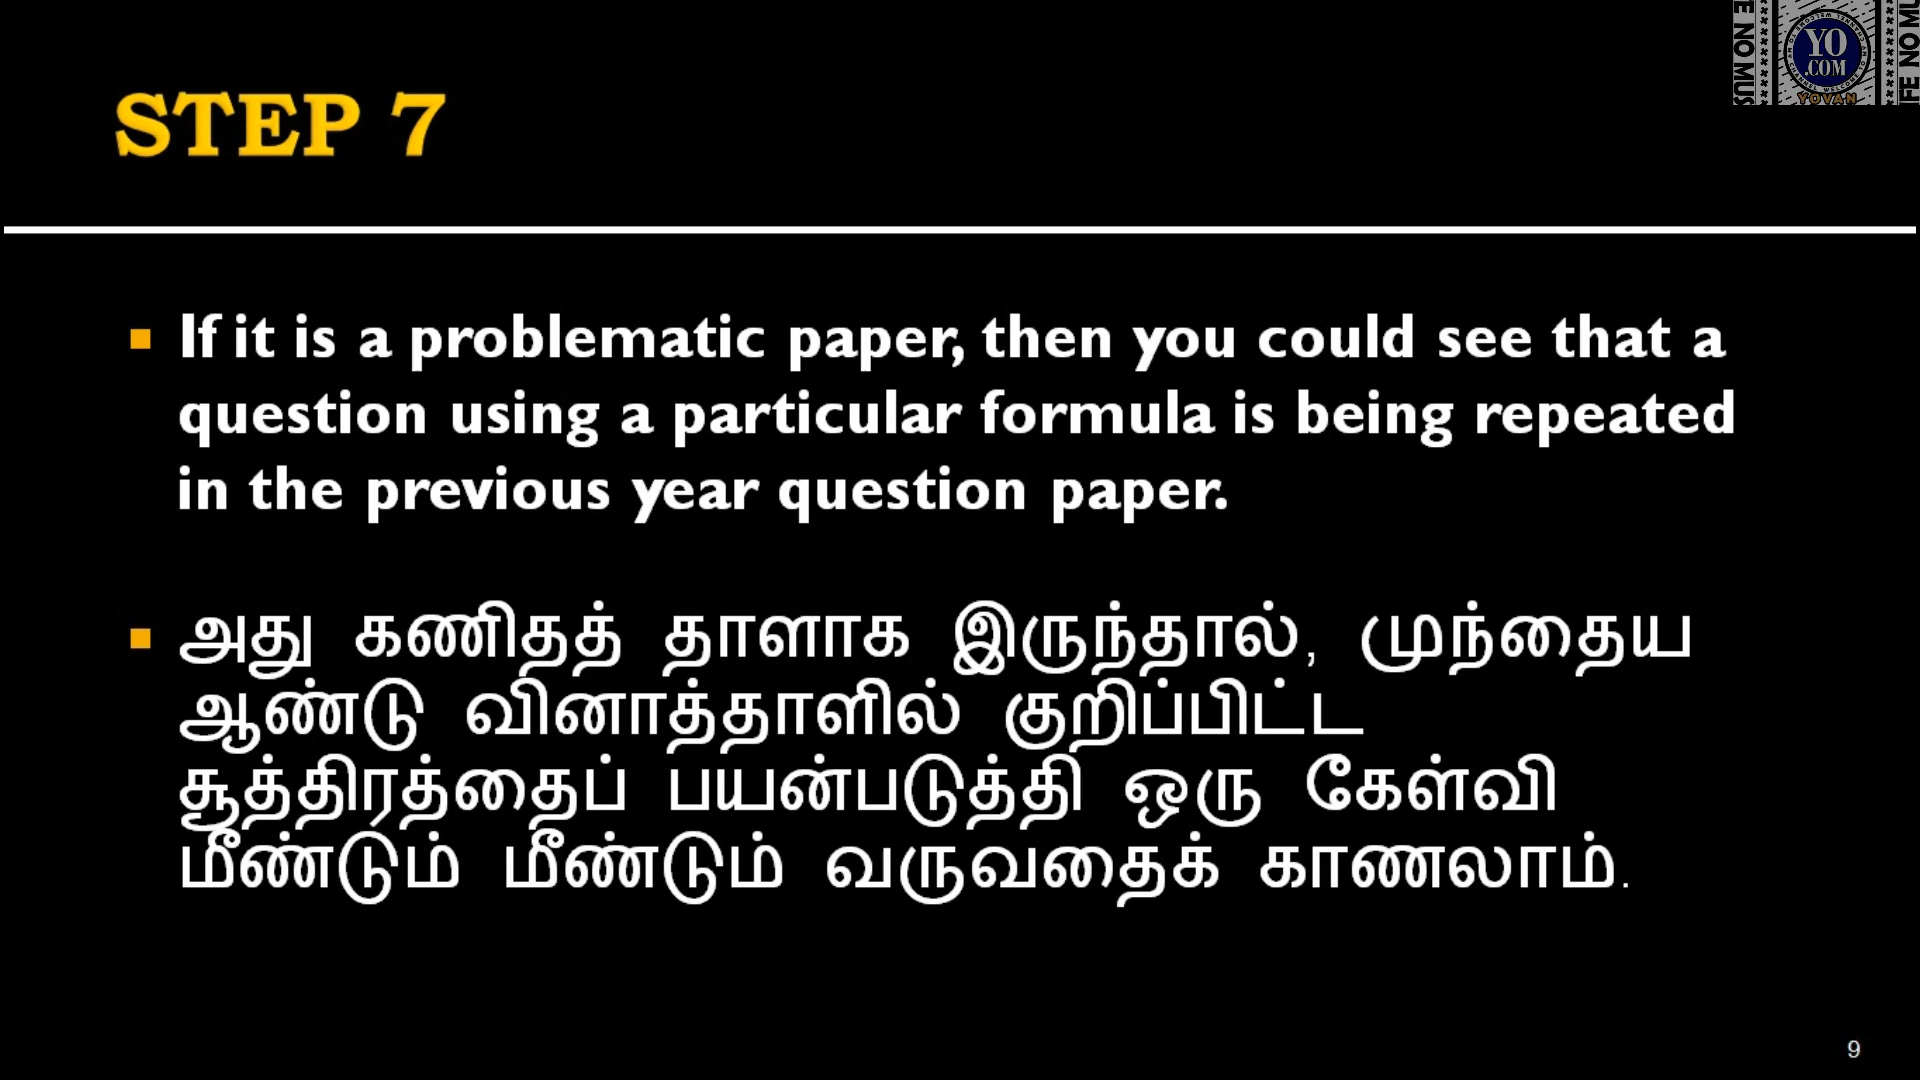 STEP 7
If it is a problematic paper, then you could see that a
question using a particular formula is being repeated
in the previous year question paper.
அது கணிதத் தாளாக இருந்தால், முந்தைய
ஆண்டு வினாத்தாளில் குறிப்பிட்ட
சூத்திரத்தைப் பயன்படுத்தி ஒரு கேள்வி
மீண்டும் மீண்டும் வருவதைக் காணலாம்.
YO
.COM
YOVAN
9